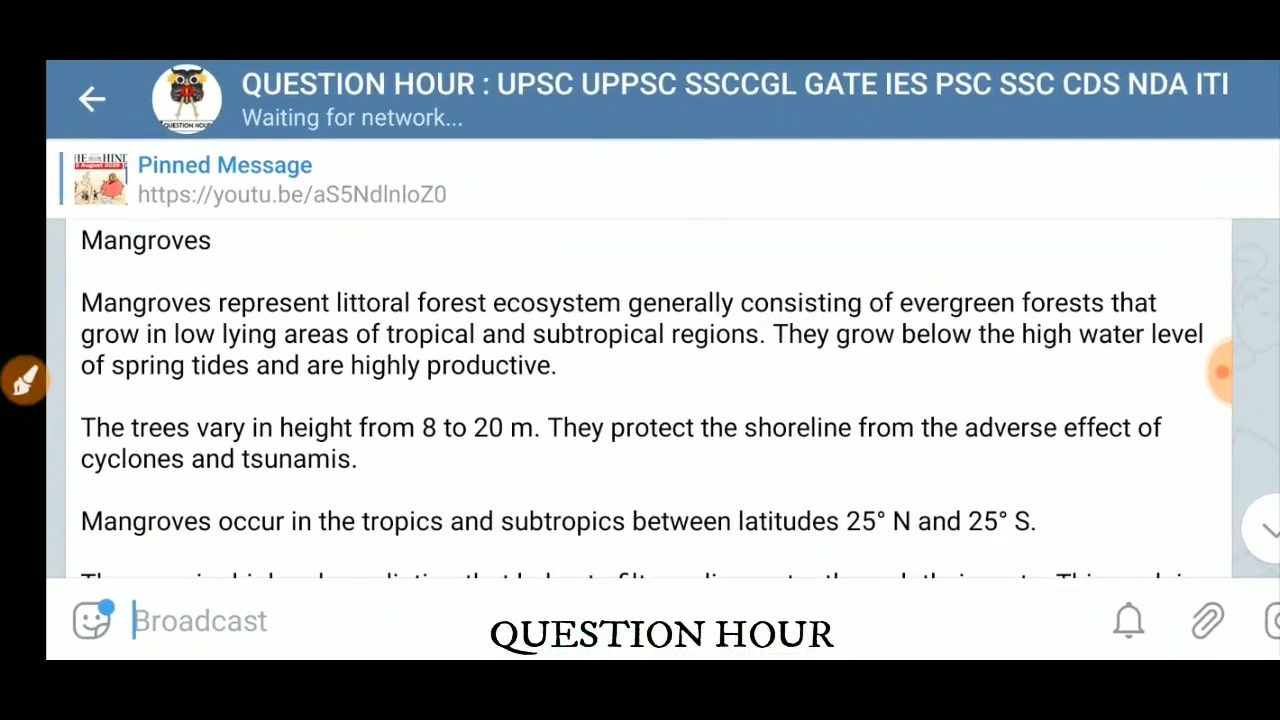 QUESTION HOUR : UPSC UPPSC SSCCGL GATE IES PSC SSC CDS NDA ITI
Waiting for network...
QUESTION HOUR
Pinned Message
https://youtu.be/aS5NdlnloZ0
Mangroves
Mangroves represent littoral forest ecosystem generally consisting of evergreen forests that
grow in low lying areas of tropical and subtropical regions. They grow below the high water level
of spring tides and are highly productive.
The trees vary in height from 8 to 20 m. They protect the shoreline from the adverse effect of
cyclones and tsunamis.
Mangroves occur in the tropics and subtropics between latitudes 25° N and 25° S.
Broadcast
QUESTION HOUR